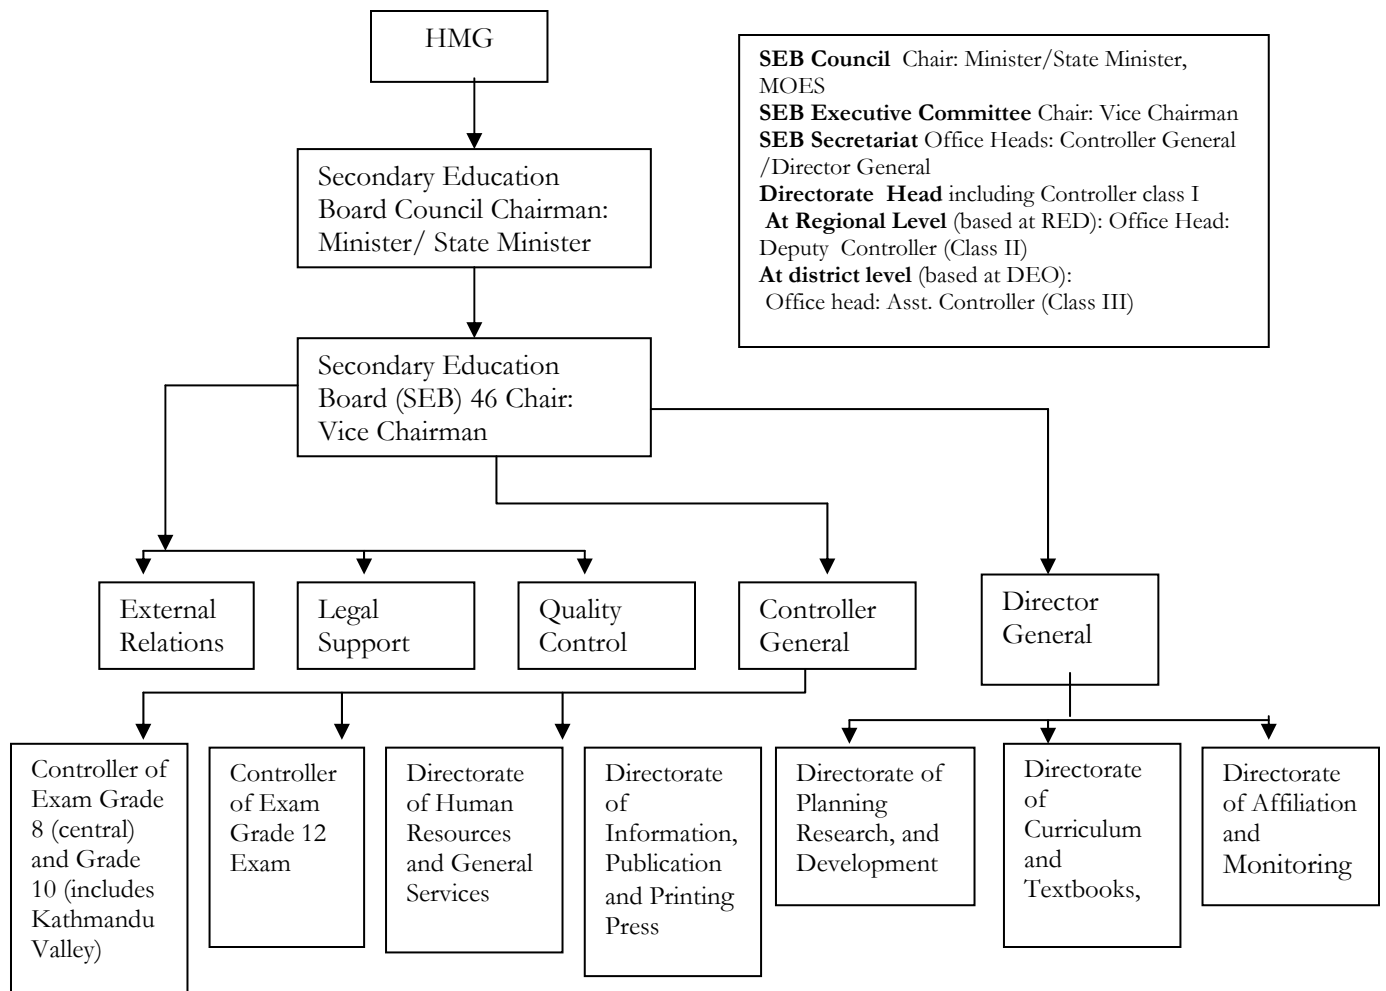 HMG
SEB Council  Chair: Minister/State Minister,
MOES
SEB Executive Committee Chair: Vice Chairman
SEB Secretariat Office Heads: Controller General
/Director General
Directorate  Head including Controller class I
At Regional Level (based at RED): Office Head:
Deputy  Controller (Class II)
At district level (based at DEO):
Office head: Asst. Controller (Class III)
Secondary Education
Board Council Chairman:
Minister/ State Minister
Secondary Education
Board (SEB) 46 Chair:
Vice Chairman
External
Relations
Legal
Support
Quality
Control
Controller
General
Director
General
Controller of
Exam Grade
8 (central)
and Grade
10 (includes
Kathmandu
Valley)
Controller
of Exam
Grade 12
Exam
Directorate
of Human
Resources
and General
Services
Directorate
of
Information,
Publication
and Printing
Press
Directorate of
Planning
Research, and
Development
Directorate
of
Curriculum
and
Textbooks,
Directorate
of Affiliation
and
Monitoring